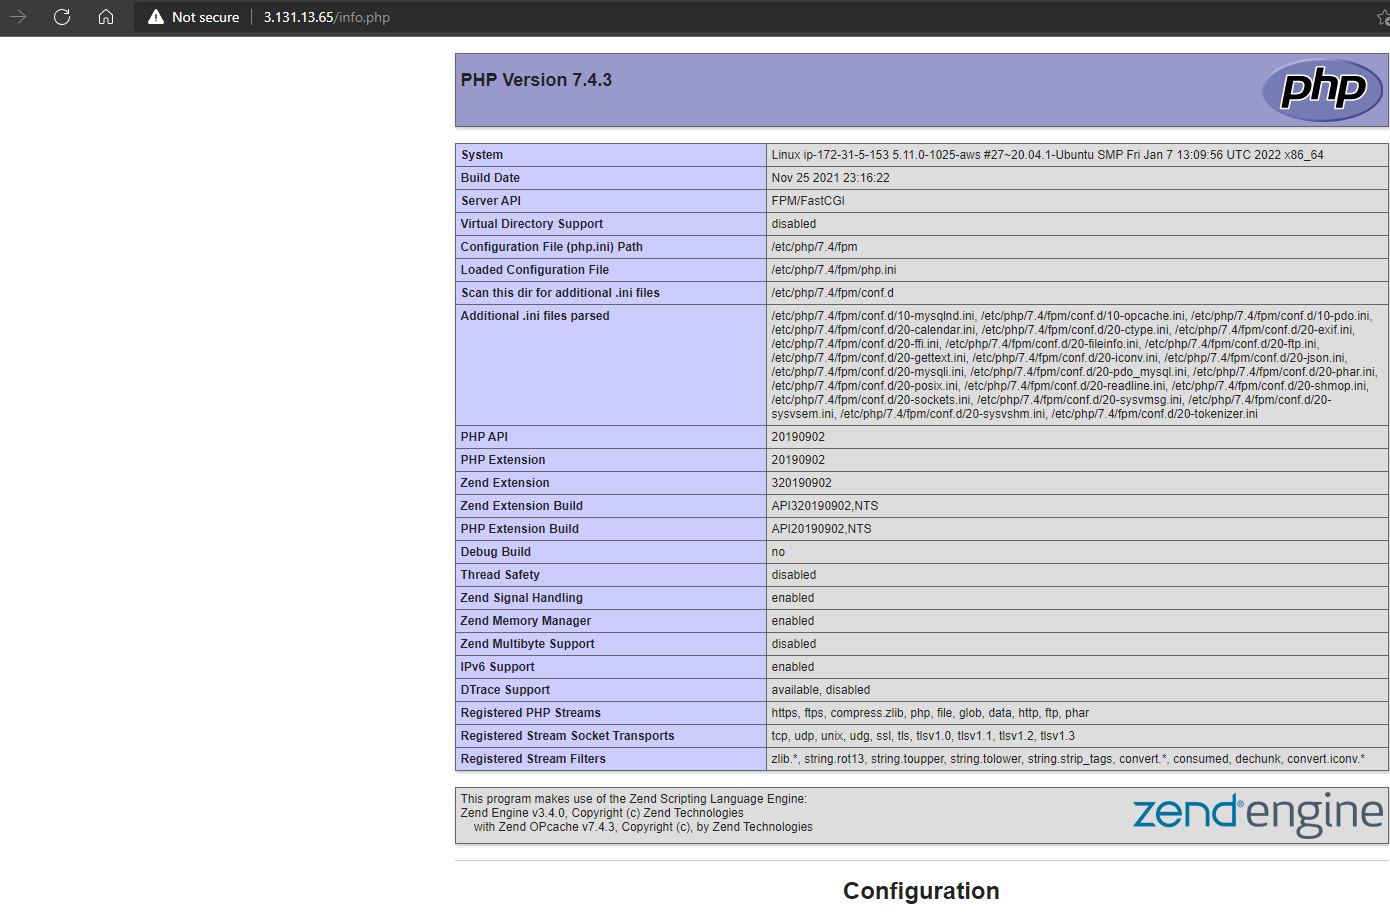 Not secure | 3.131.13.65/info.php
PHP Version 7.4.3
php
System Linux ip-172-31-5-153 5.11.0-1025-aws #27~20.04.1-Ubuntu SMP Fri Jan 7 13:09:56 UTC 2022 x86_64
Build Date Nov 25 2021 23:16:22
Server API FPM/FastCGI
Virtual Directory Support disabled
Configuration File (php.ini) Path /etc/php/7.4/fpm
Loaded Configuration File /etc/php/7.4/fpm/php.ini
Scan this dir for additional .ini files /etc/php/7.4/fpm/conf.d
Additional .ini files parsed /etc/php/7.4/fpm/conf.d/10-mysqlnd.ini, /etc/php/7.4/fpm/conf.d/10-opcache.ini, /etc/php/7.4/fpm/conf.d/10-pdo.ini,
/etc/php/7.4/fpm/conf.d/20-calendar.ini, /etc/php/7.4/fpm/conf.d/20-ctype.ini, /etc/php/7.4/fpm/conf.d/20-exif.ini,
/etc/php/7.4/fpm/conf.d/20-ffi.ini, /etc/php/7.4/fpm/conf.d/20-fileinfo.ini, /etc/php/7.4/fpm/conf.d/20-ftp.ini,
/etc/php/7.4/fpm/conf.d/20-gettext.ini, /etc/php/7.4/fpm/conf.d/20-iconv.ini, /etc/php/7.4/fpm/conf.d/20-json.ini,
/etc/php/7.4/fpm/conf.d/20-mysqli.ini, /etc/php/7.4/fpm/conf.d/20-pdo_mysql.ini, /etc/php/7.4/fpm/conf.d/20-phar.ini,
/etc/php/7.4/fpm/conf.d/20-posix.ini, /etc/php/7.4/fpm/conf.d/20-readline.ini, /etc/php/7.4/fpm/conf.d/20-shmop.ini,
/etc/php/7.4/fpm/conf.d/20-sockets.ini, /etc/php/7.4/fpm/conf.d/20-sysvmsg.ini, /etc/php/7.4/fpm/conf.d/20-
sysvsem.ini, /etc/php/7.4/fpm/conf.d/20-sysvshm.ini, /etc/php/7.4/fpm/conf.d/20-tokenizer.ini
PHP API 20190902
PHP Extension 20190902
Zend Extension 320190902
Zend Extension Build API320190902,NTS
PHP Extension Build API20190902,NTS
Debug Build no
Thread Safety disabled
Zend Signal Handling enabled
Zend Memory Manager enabled
Zend Multibyte Support disabled
IPv6 Support enabled
DTrace Support available, disabled
Registered PHP Streams https, ftps, compress.zlib, php, file, glob, data, http, ftp, phar
Registered Stream Socket Transports tcp, udp, unix, udg, ssl, tls, tlsv1.0, tlsv1.1, tlsv1.2, tlsv1.3
Registered Stream Filters zlib.*, string.rot13, string.toupper, string.tolower, string.strip_tags, convert.*, consumed, dechunk, convert.iconv.*
This program makes use of the Zend Scripting Language Engine:
Zend Engine v3.4.0, Copyright (c) Zend Technologies
with Zend OPcache v7.4.3, Copyright (c), by Zend Technologies
zend® engine
Configuration